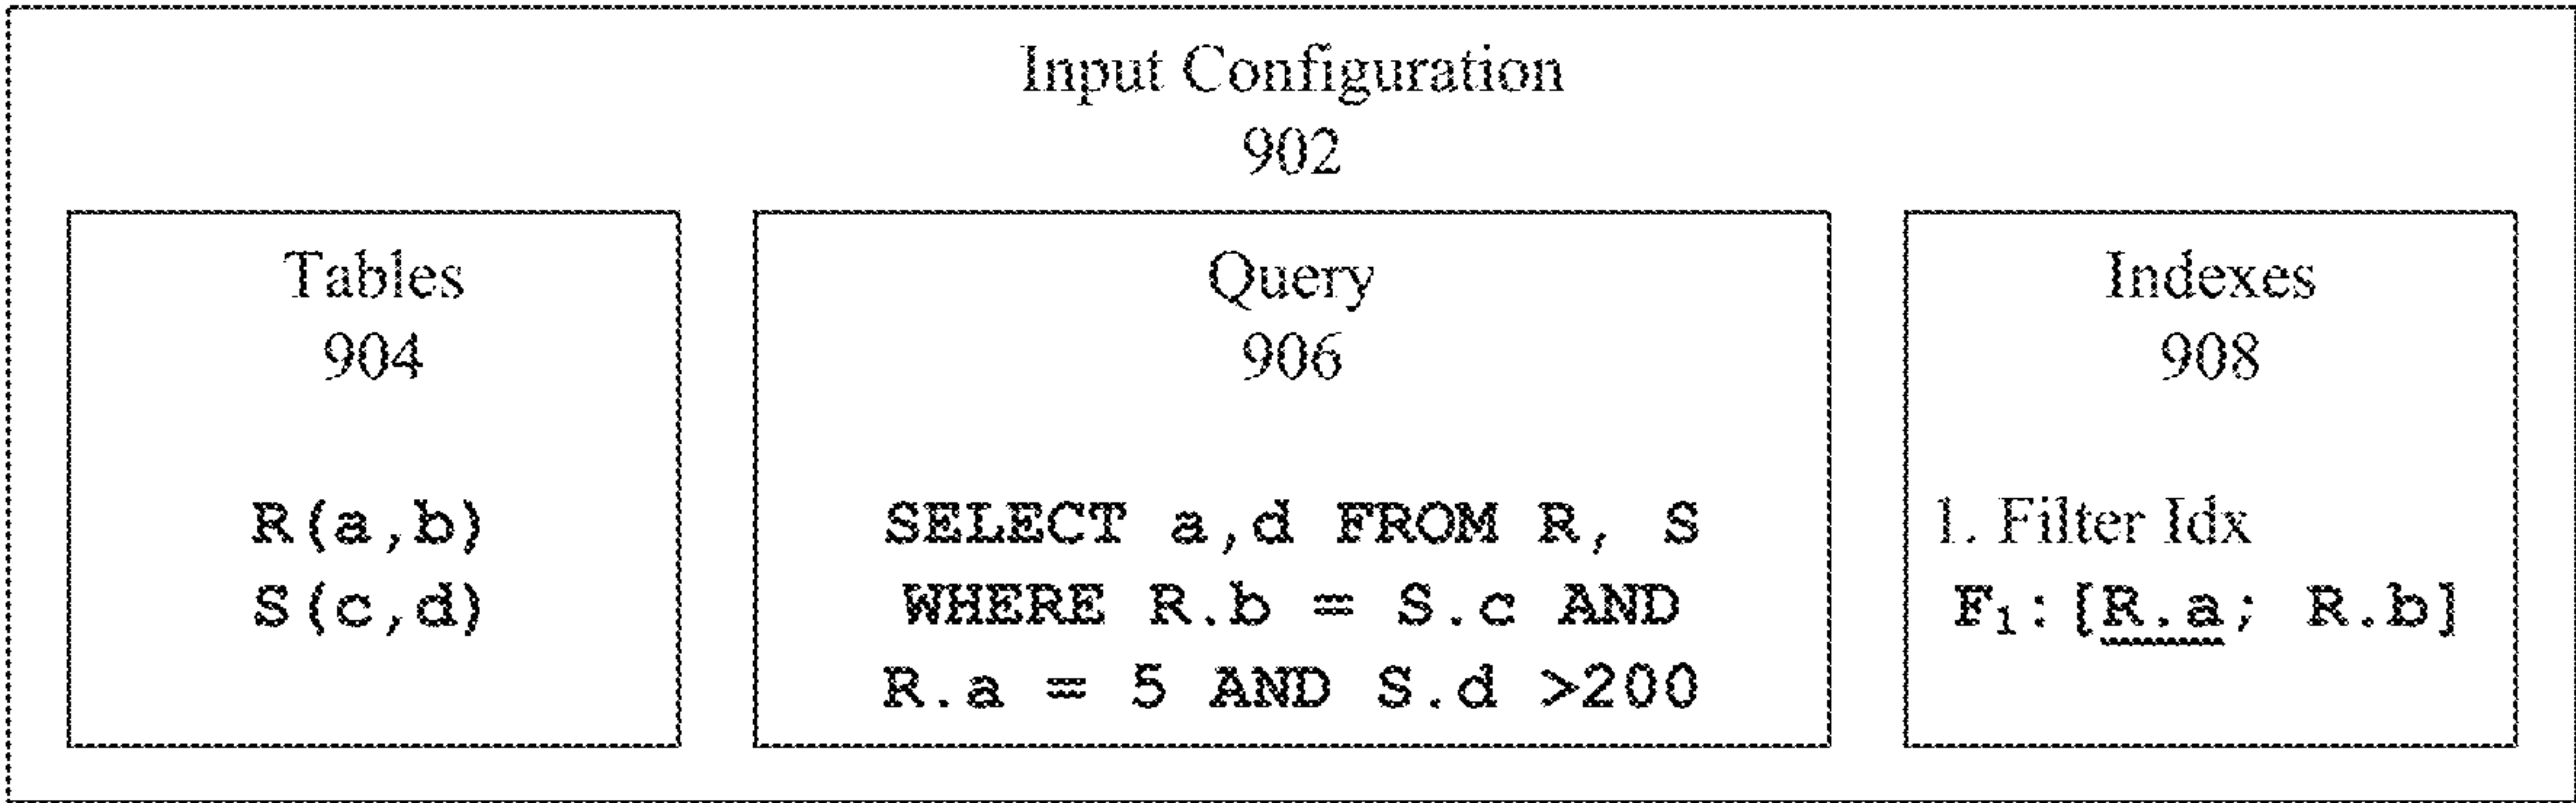 Input Configuration
902
Tables
904
R(a,b)
S(c,d)
Query
906
SELECT a,d FROM R, S
WHERE R.b = S.c AND
R.a = 5 AND S.d >200
Indexes
908
1. Filter Idx
F₁:[R.a; R.b]